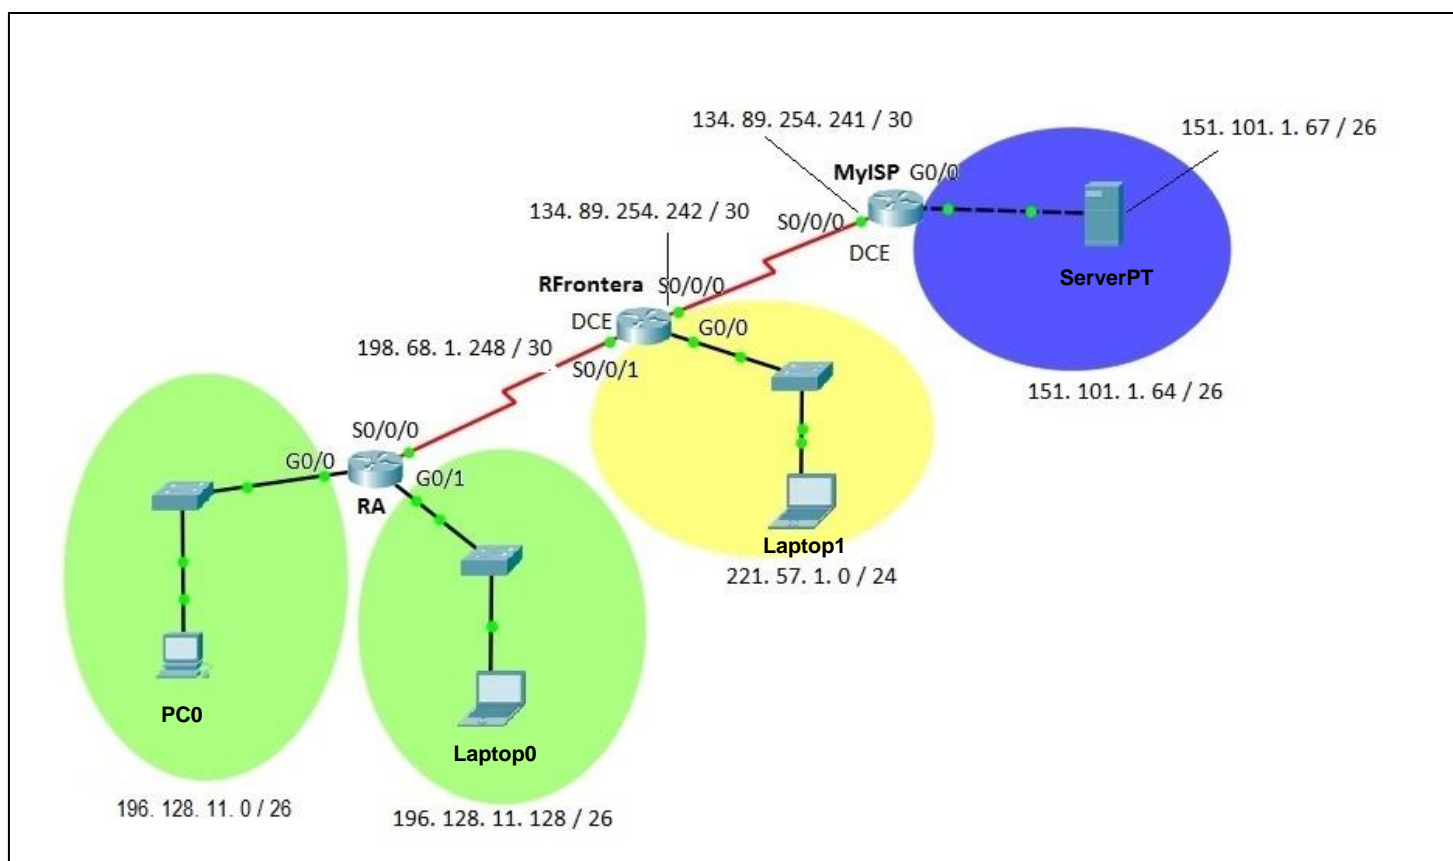 134. 89. 254. 241 / 30
151. 101. 1. 67 / 26
MyISP G0/0
134. 89. 254. 242 / 30
S0/0/0
DCE
ServerPT
RFrontera S0/0/0
DCE
G0/0
198. 68. 1. 248 / 30
S0/0/1
151. 101. 1. 64 / 26
S0/0/0
G0/0
G0/1
RA
Laptop1
221. 57. 1. 0 / 24
PC0
Laptop0
196. 128. 11. 0 / 26
196. 128. 11. 128 / 26